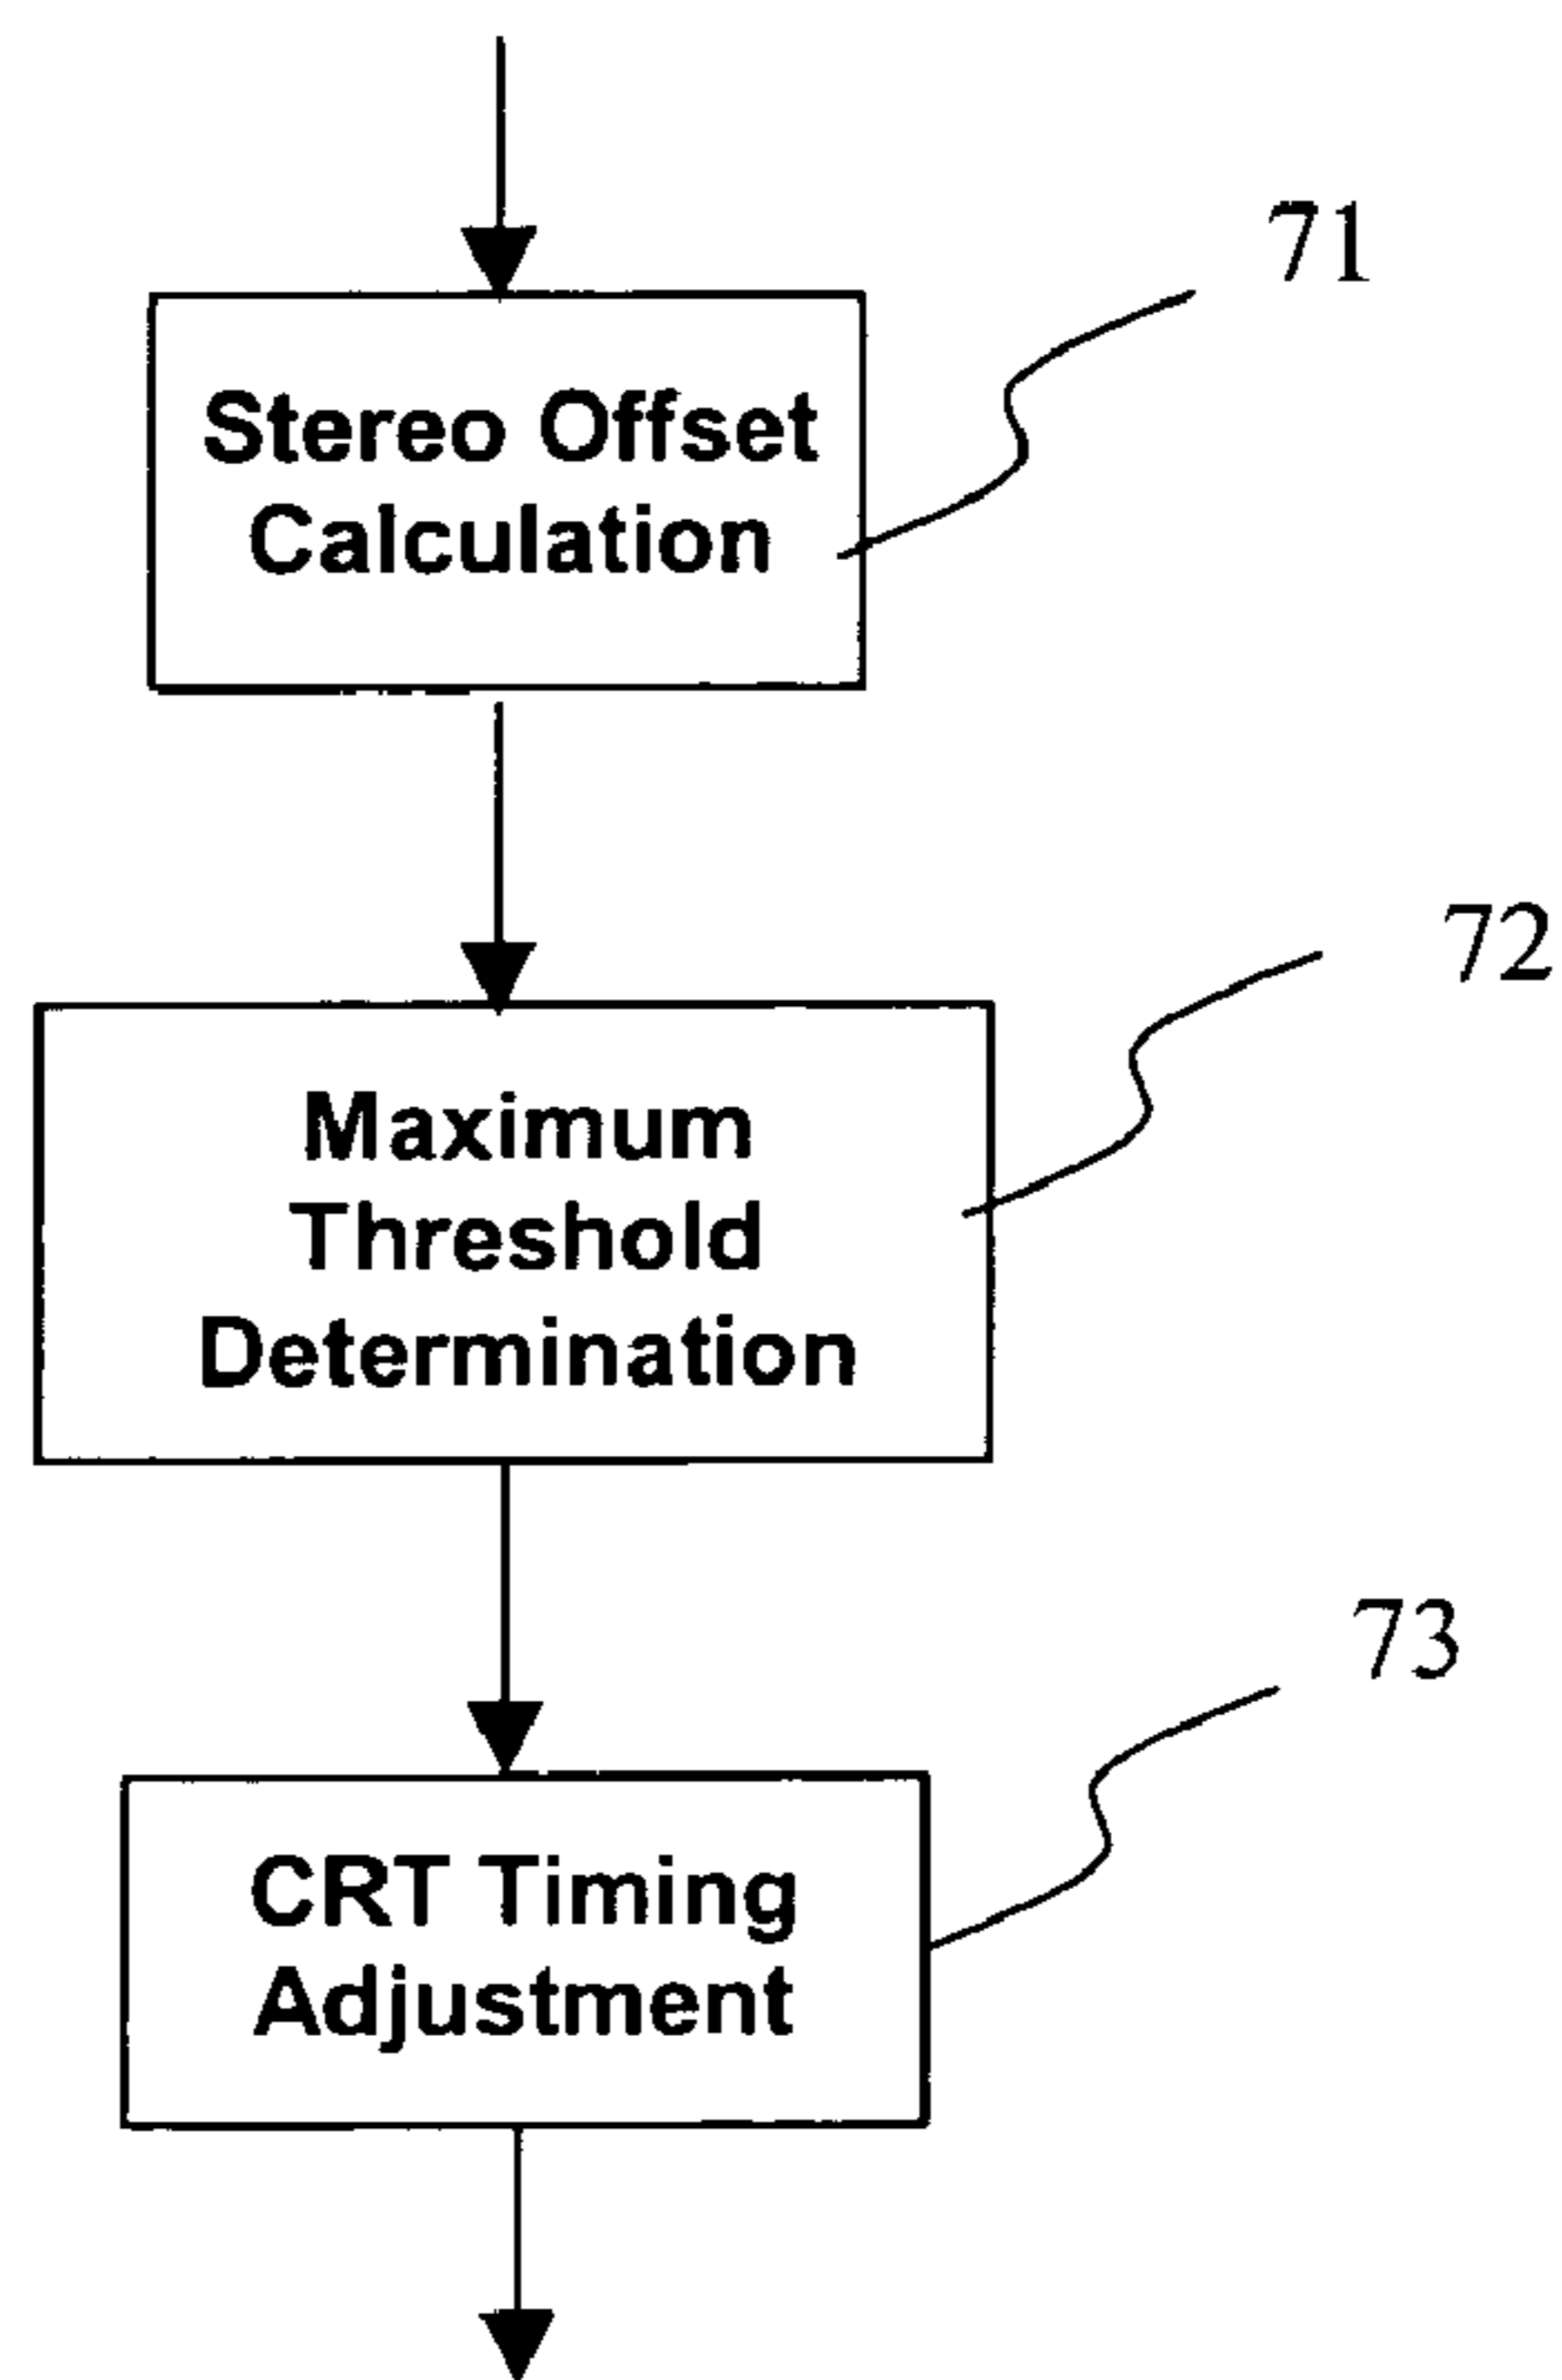 71
Stereo Offset
Calculation
72
Maximum
Threshold
Determination
73
CRT Timing
Adjustment